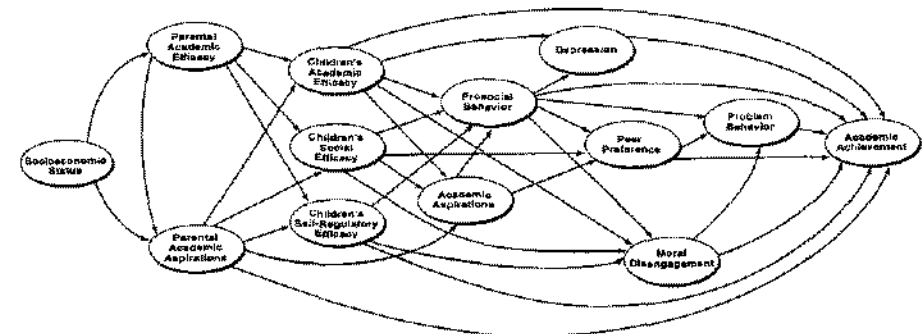 Parental
Academic
Efficacy
Children's
Academic
Efficacy
Depression
Prosocial
Behavior
Problem
Behavior
Children's
Social
Efficacy
Peer
Preference
Academic
Achievement
Socioeconomic
Status
Academic
Aspirations
Children's
Self-Regulatory
Efficacy
Parental
Academic
Aspirations
Moral
Disengagement